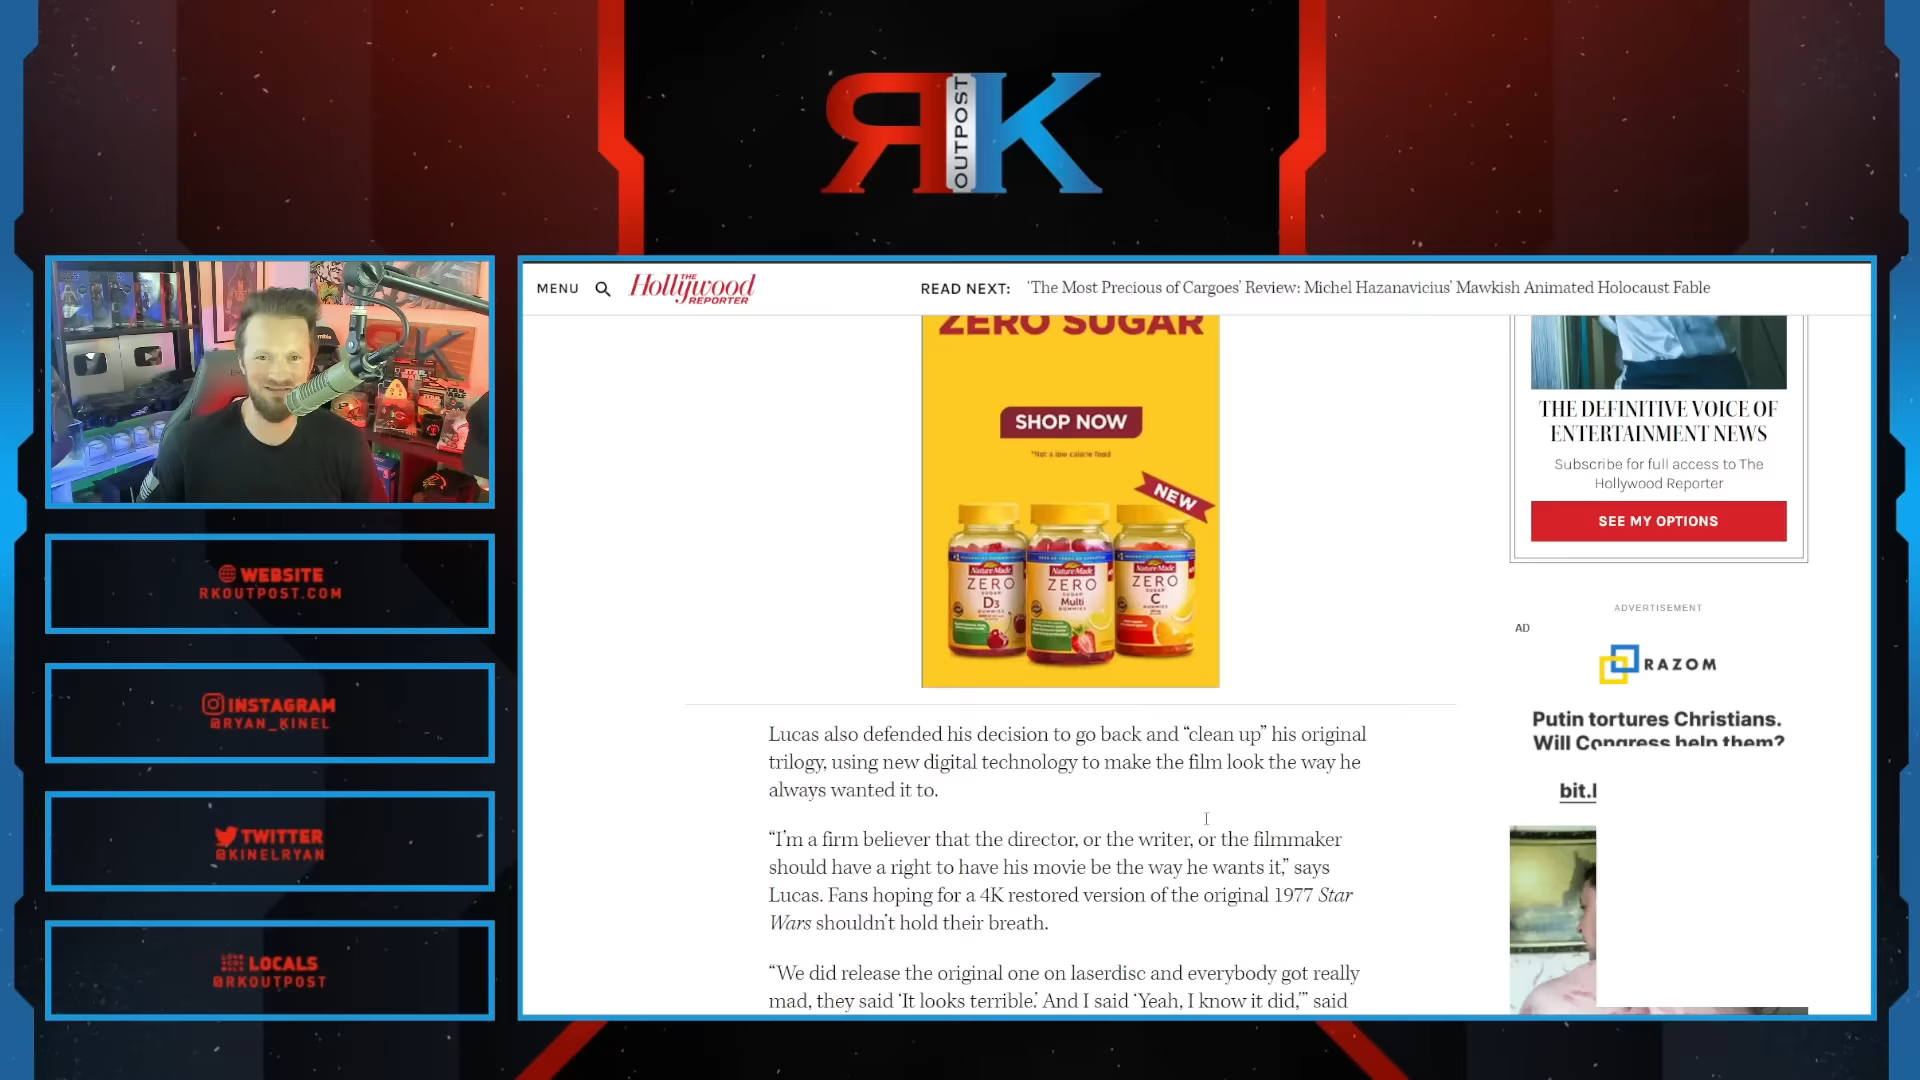 RK
OUTPOST
WEBSITE
RKOUTPOST.COM
INSTAGRAM
@RYAN_KINEL
TWITTER
@KINELRYAN
LOCALS
@RKOUTPOST
MENU
THE Hollywood REPORTER
READ NEXT: ‘The Most Precious of Cargoes’ Review: Michel Hazanavicius’ Mawkish Animated Holocaust Fable
ZERO SUGAR
SHOP NOW
*Not a low calorie food
NEW
Nature Made
ZERO
SUGAR
D3
GUMMIES
Nature Made
ZERO
SUGAR
Multi
GUMMIES
Nature Made
ZERO
SUGAR
C
GUMMIES
Lucas also defended his decision to go back and “clean up” his original
trilogy, using new digital technology to make the film look the way he
always wanted it to.
“I’m a firm believer that the director, or the writer, or the filmmaker
should have a right to have his movie be the way he wants it,” says
Lucas. Fans hoping for a 4K restored version of the original 1977 Star
Wars shouldn’t hold their breath.
“We did release the original one on laserdisc and everybody got really
mad, they said ‘It looks terrible.’ And I said ‘Yeah, I know it did,’” said
THE DEFINITIVE VOICE OF
ENTERTAINMENT NEWS
Subscribe for full access to The
Hollywood Reporter
SEE MY OPTIONS
ADVERTISEMENT
AD
RAZOM
Putin tortures Christians.
Will Congress help them?
bit.l